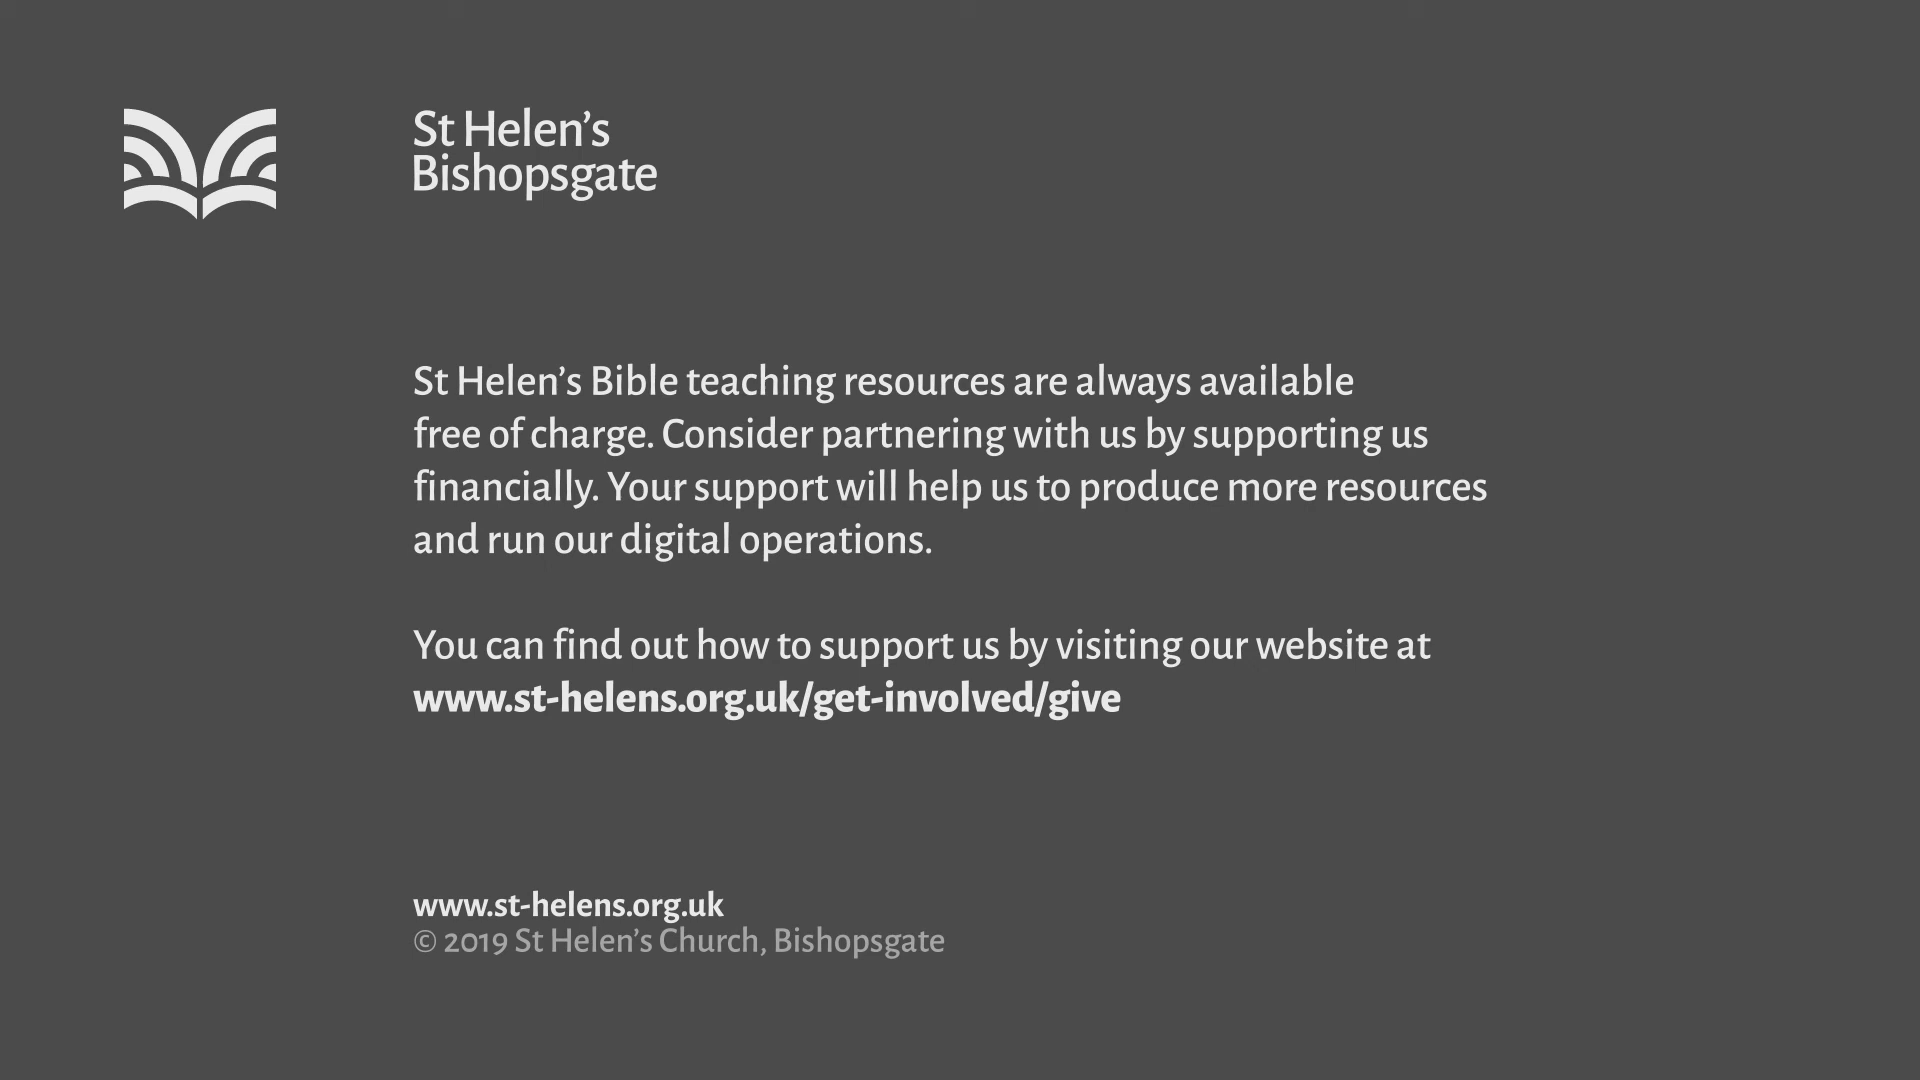 St Helen’s
Bishopsgate
St Helen’s Bible teaching resources are always available
free of charge. Consider partnering with us by supporting us
financially. Your support will help us to produce more resources
and run our digital operations.
You can find out how to support us by visiting our website at
www.st-helens.org.uk/get-involved/give
www.st-helens.org.uk
© 2019 St Helen’s Church, Bishopsgate